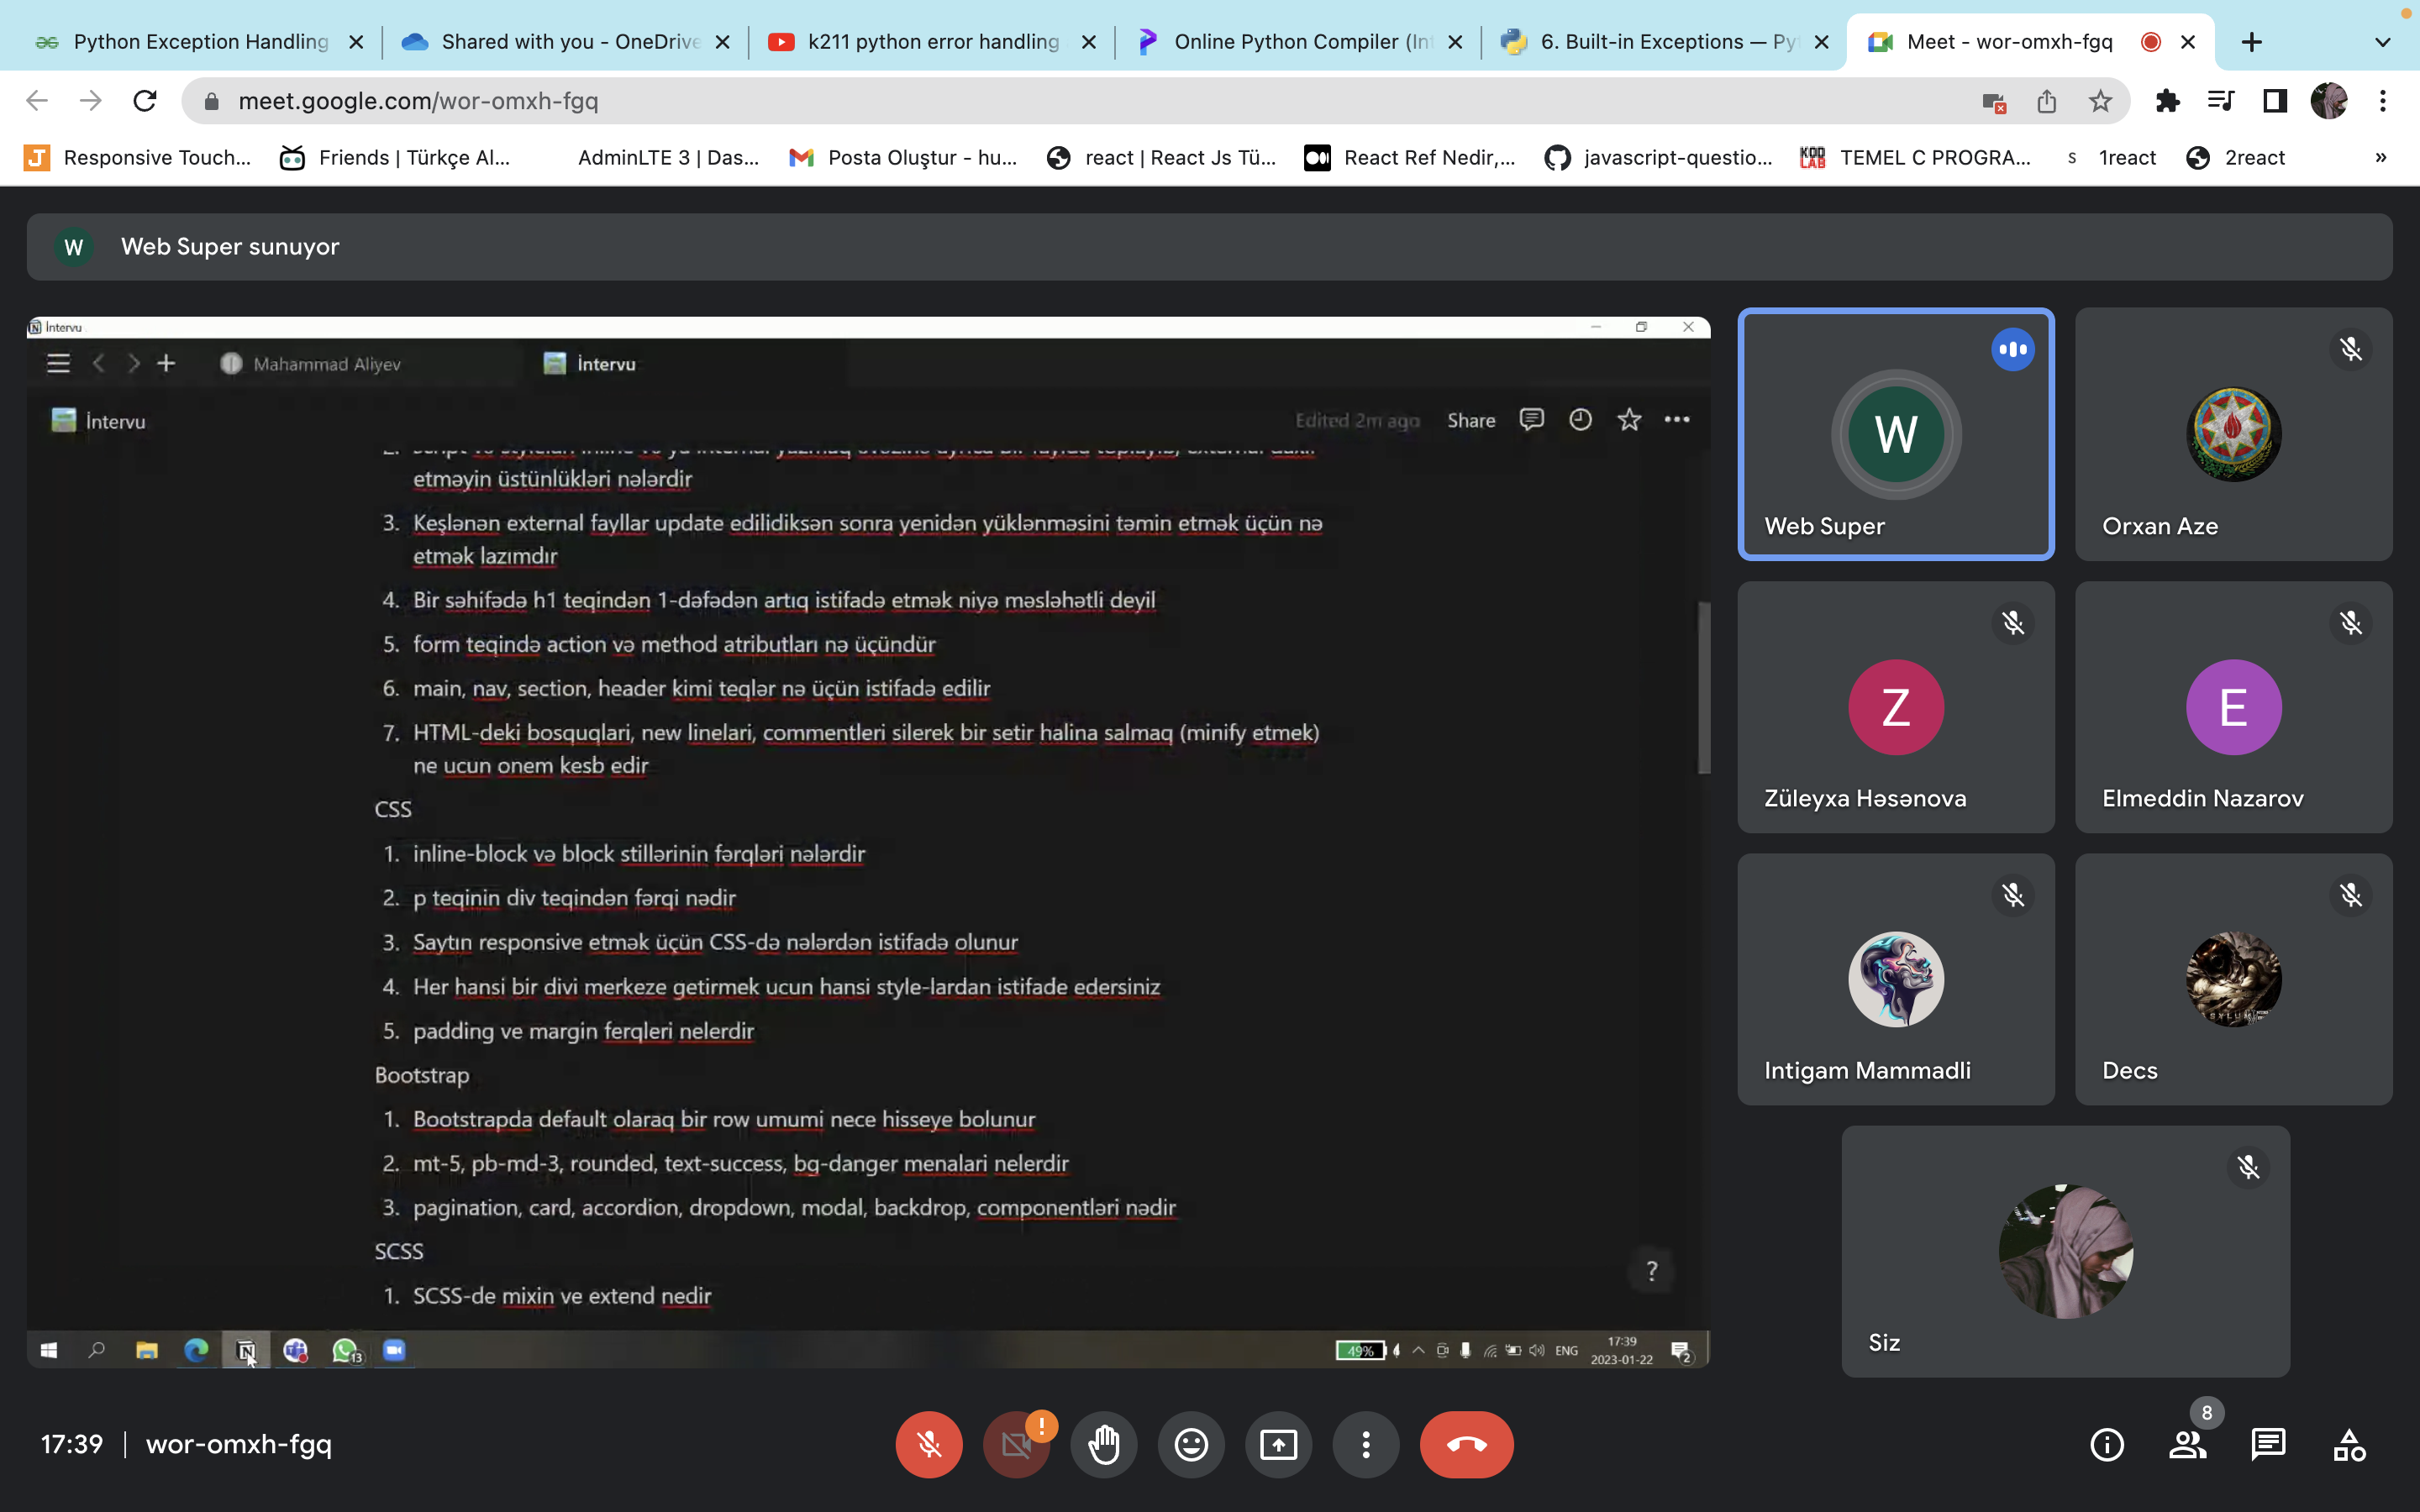 Python Exception Handling
Shared with you - OneDrive
k211 python error handling
Online Python Compiler (Int
6. Built-in Exceptions — Py
Meet - wor-omxh-fgq
meet.google.com/wor-omxh-fgq
Responsive Touch...
Friends | Türkçe Al...
AdminLTE 3 | Das...
Posta Oluştur - hu...
react | React Js Tü...
React Ref Nedir,...
javascript-questio...
KOD LAB
TEMEL C PROGRA...
S 1react
2react
»
W Web Super sunuyor
İntervu
Mahammad Aliyev
İntervu
İntervu
Edited 2m ago Share
etməyin üstünlükləri nələrdir
3. Keşlənən external fayllar update edilidiksən sonra yenidən yüklənməsini təmin etmək üçün nə
etmək lazımdır
4. Bir səhifədə h1 teqindən 1-dəfədən artıq istifadə etmək niyə məsləhətli deyil
5. form teqində action və method atributları nə üçündür
6. main, nav, section, header kimi teqlər nə üçün istifadə edilir
7. HTML-deki bosquqlari, new linelari, commentleri silerek bir setir halina salmaq (minify etmek)
ne ucun onem kesb edir
CSS
1. inline-block və block stillərinin fərqləri nələrdir
2. p teqinin div teqindən fərqi nədir
3. Saytın responsive etmək üçün CSS-də nələrdən istifadə olunur
4. Her hansi bir divi merkeze getirmek ucun hansi style-lardan istifade edersiniz
5. padding ve margin ferqleri nelerdir
Bootstrap
1. Bootstrapda default olaraq bir row umumi nece hisseye bolunur
2. mt-5, pb-md-3, rounded, text-success, bg-danger menalari nelerdir
3. pagination, card, accordion, dropdown, modal, backdrop, componentləri nədir
SCSS
1. SCSS-de mixin ve extend nedir
?
13
49%
ENG
17:39
2023-01-22
2
W
Web Super
Orxan Aze
Z
Züleyxa Həsənova
E
Elmeddin Nazarov
Intigam Mammadli
Decs
Siz
17:39 | wor-omxh-fgq
!
8